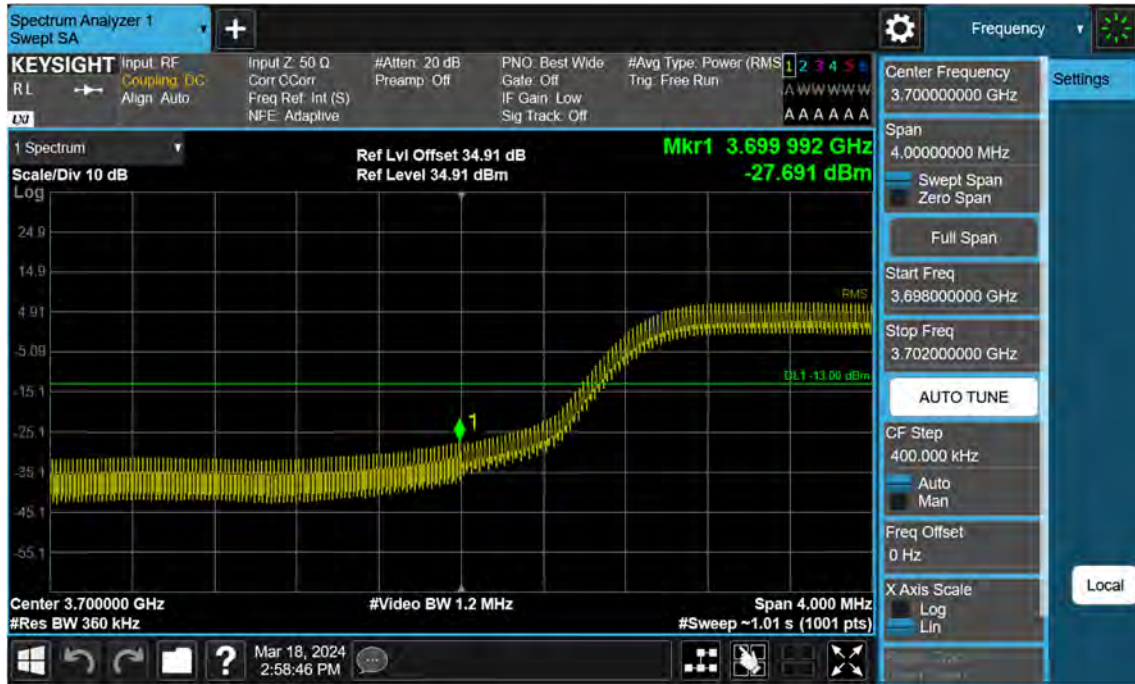 Spectrum Analyzer 1
Swept SA
+
Frequency
KEYSIGHT
RL
LXI
Input: RF
Coupling: DC
Align: Auto
Input Z: 50 Ω
Corr CCorr
Freq Ref: Int (S)
NFE: Adaptive
#Atten: 20 dB
Preamp: Off
PNO: Best Wide
Gate: Off
IF Gain: Low
Sig Track: Off
#Avg Type: Power (RMS
Trig: Free Run
1 2 3 4 5 6
A W W W W W
A A A A A A
1 Spectrum
Scale/Div 10 dB
Ref Lvl Offset 34.91 dB
Ref Level 34.91 dBm
Mkr1 3.699 992 GHz
-27.691 dBm
Log
24.9
14.9
4.91
-5.09
-15.1
-25.1
-35.1
-45.1
-55.1
RMS
DL1 -13.00 dBm
1
Center 3.700000 GHz
#Res BW 360 kHz
#Video BW 1.2 MHz
Span 4.000 MHz
#Sweep ~1.01 s (1001 pts)
Center Frequency
3.700000000 GHz
Span
4.00000000 MHz
Swept Span
Zero Span
Full Span
Start Freq
3.698000000 GHz
Stop Freq
3.702000000 GHz
AUTO TUNE
CF Step
400.000 kHz
Auto
Man
Freq Offset
0 Hz
X Axis Scale
Log
Lin
Settings
Local
?
Mar 18, 2024
2:58:46 PM